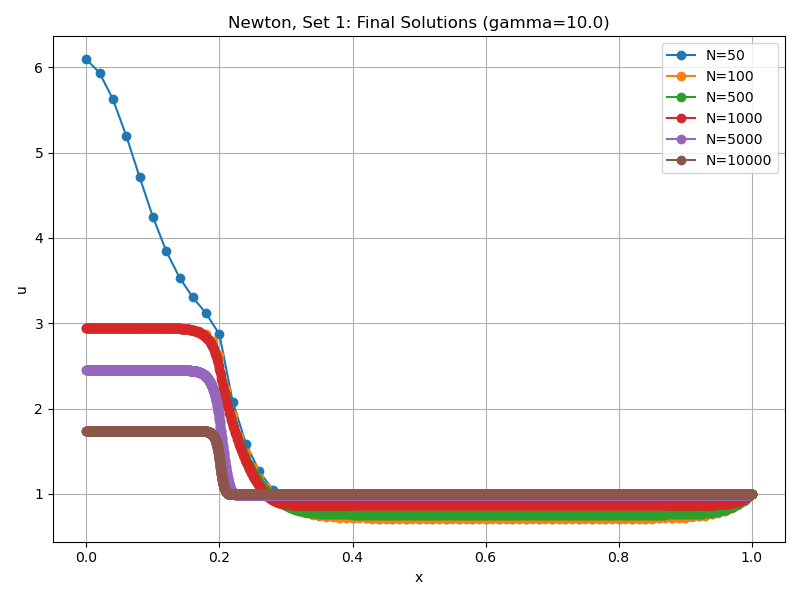 Newton, Set 1: Final Solutions (gamma=10.0)
N=50
N=100
N=500
N=1000
N=5000
N=10000
u
6
5
4
3
2
1
0.0 0.2 0.4 0.6 0.8 1.0
x